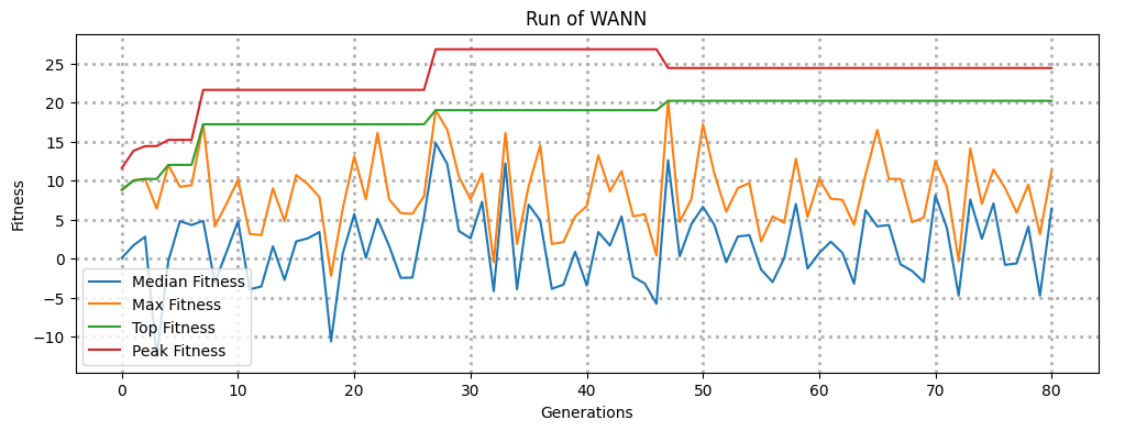 Run of WANN
Fitness
25
20
15
10
5
0
−5
−10
Median Fitness
Max Fitness
Top Fitness
Peak Fitness
0 10 20 30 40 50 60 70 80
Generations